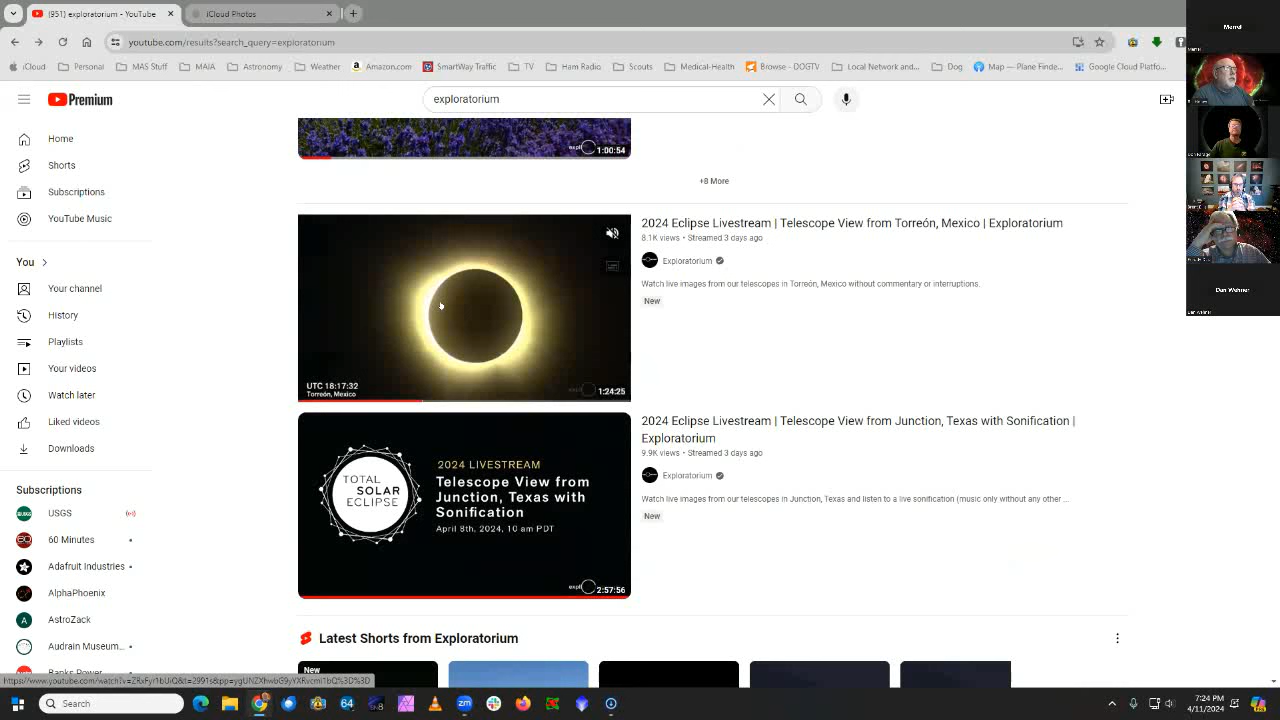 (951) exploratorium - YouTube
iCloud Photos
youtube.com/results?search_query=exploratorium
iCloud
Personal
MAS Stuff
MAIA
Astronomy
Weather
Amazon.com
SmartWay Traffic
TV
Ham Radio
Scouts
Medical-Health
Browse - DOGTV
Local Network and...
Dog
Map — Plane Finde...
Google Cloud Platfo...
Merrel
Premium
exploratorium
Home
Shorts
Subscriptions
YouTube Music
You
Your channel
History
Playlists
Your videos
Watch later
Liked videos
Downloads
Subscriptions
USGS
60 Minutes
Adafruit Industries
AlphaPhoenix
AstroZack
Audrain Museum...
Banks Power
1:00:54
+8 More
UTC 18:17:32
Torreón, Mexico
1:24:25
2024 Eclipse Livestream | Telescope View from Torreón, Mexico | Exploratorium
8.1K views • Streamed 3 days ago
Exploratorium
Watch live images from our telescopes in Torreón, Mexico without commentary or interruptions.
New
TOTAL
SOLAR
ECLIPSE
2024 LIVESTREAM
Telescope View from
Junction, Texas with
Sonification
April 8th, 2024, 10 am PDT
2:57:56
2024 Eclipse Livestream | Telescope View from Junction, Texas with Sonification |
Exploratorium
9.9K views • Streamed 3 days ago
Exploratorium
Watch live images from our telescopes in Junction, Texas and listen to a live sonification (music only without any other ...
New
Latest Shorts from Exploratorium
New
Dan Wehner
Search
7:24 PM
4/11/2024